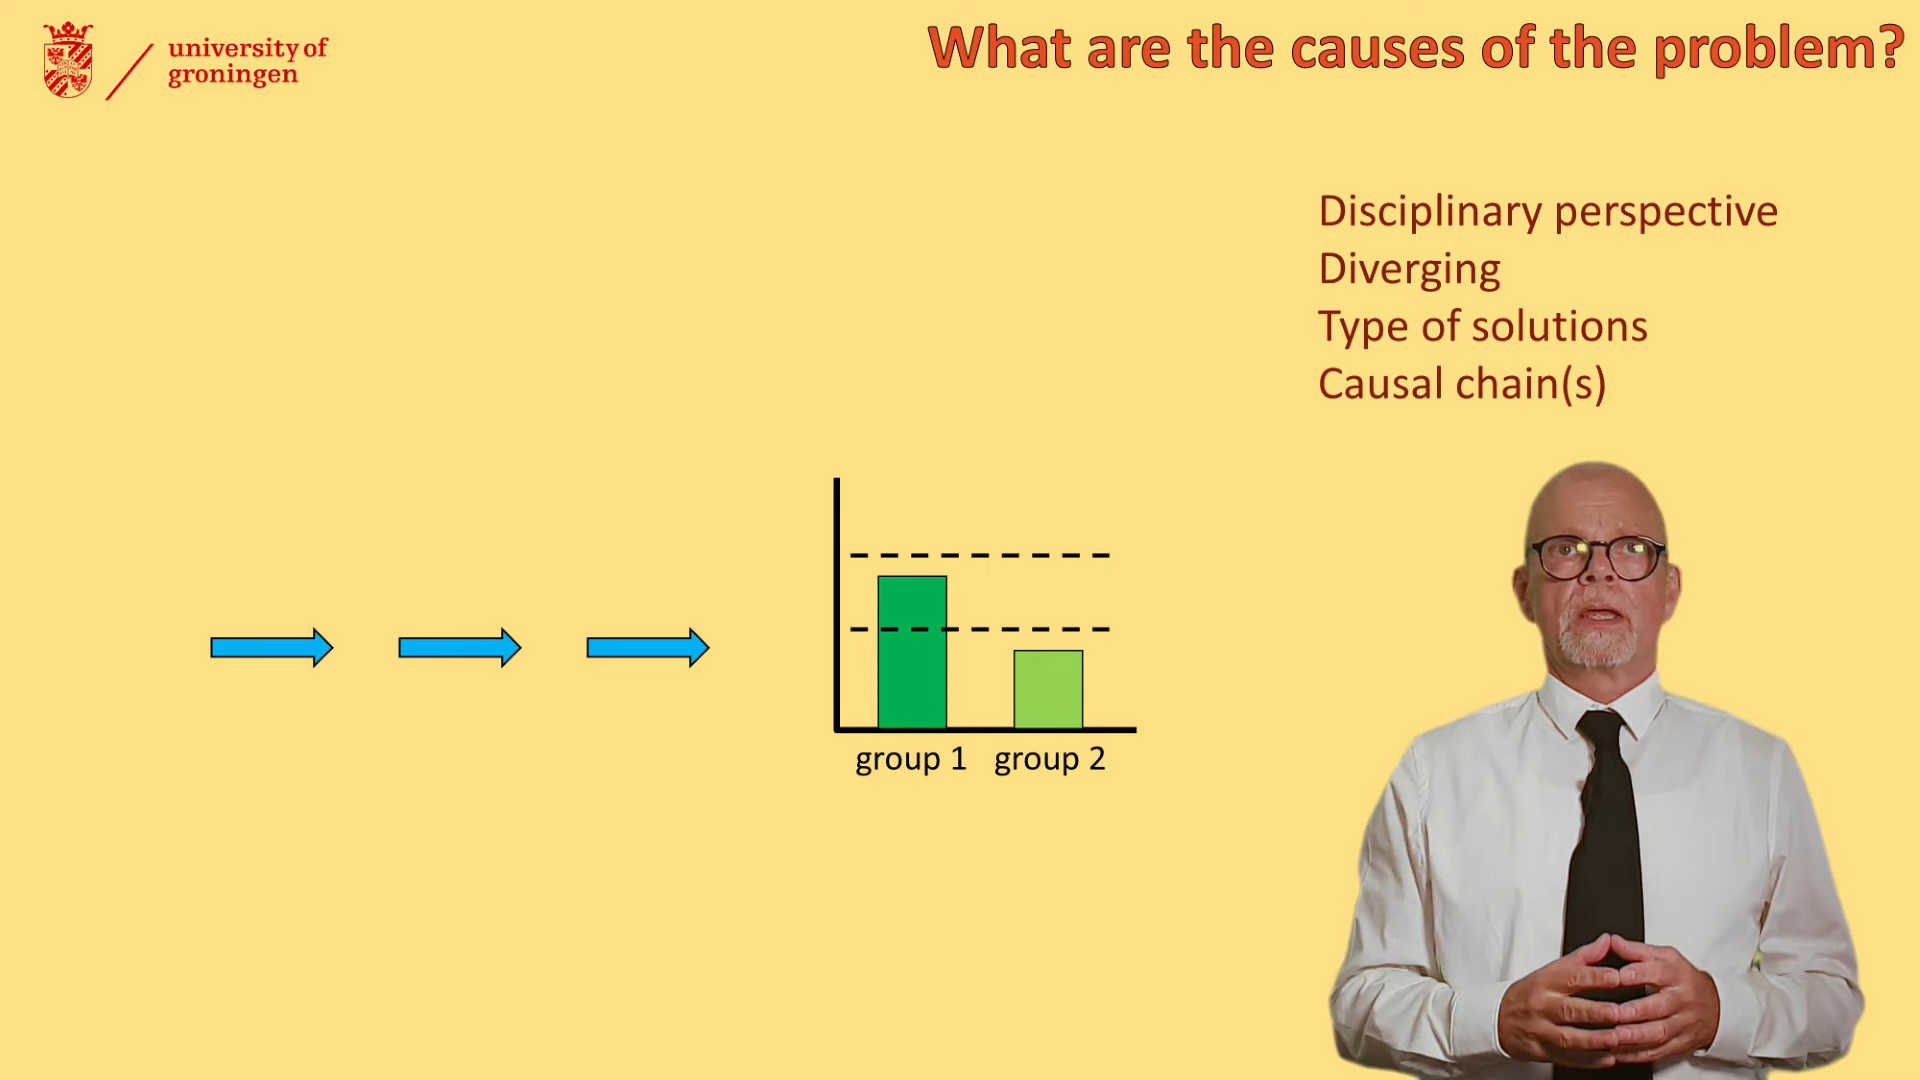 university of
groningen
What are the causes of the problem?
Disciplinary perspective
Diverging
Type of solutions
Causal chain(s)
group 1 group 2